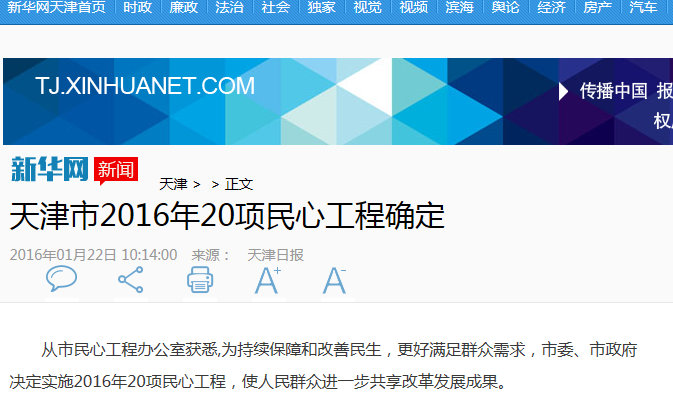 新华网天津首页 时政 廉政 法治 社会 独家 视觉 视频 滨海 舆论 经济 房产 汽车
TJ.XINHUANET.COM
传播中国 报
权
新华网 新闻
天津 > > 正文
天津市2016年20项民心工程确定
2016年01月22日 10:14:00 来源： 天津日报
A+ A-
从市民心工程办公室获悉,为持续保障和改善民生，更好满足群众需求，市委、市政府
决定实施2016年20项民心工程，使人民群众进一步共享改革发展成果。